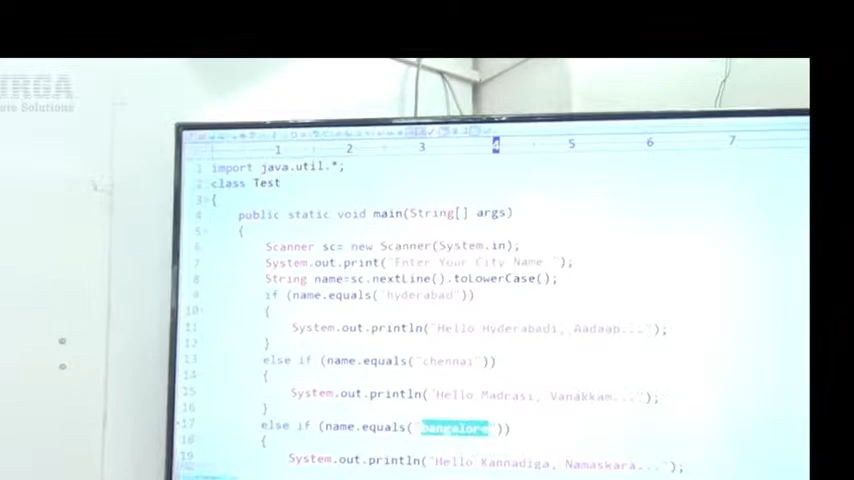 Solutions
1 2 3 4 5 6 7
1 import java.util.*;
2 class Test
3 {
4 public static void main(String[] args)
5 {
6 Scanner sc= new Scanner(System.in);
7 System.out.print("Enter Your City Name ");
8 String name=sc.nextLine().toLowerCase();
9 if (name.equals("hyderabad"))
10 {
11 System.out.println("Hello Hyderabadi, Aadaab...");
12 }
13 else if (name.equals("chennai"))
14 {
15 System.out.println("Hello Madrasi, Vanakkam...");
16 }
17 else if (name.equals("bangalore"))
18 {
19 System.out.println("Hello Kannadiga, Namaskara...");